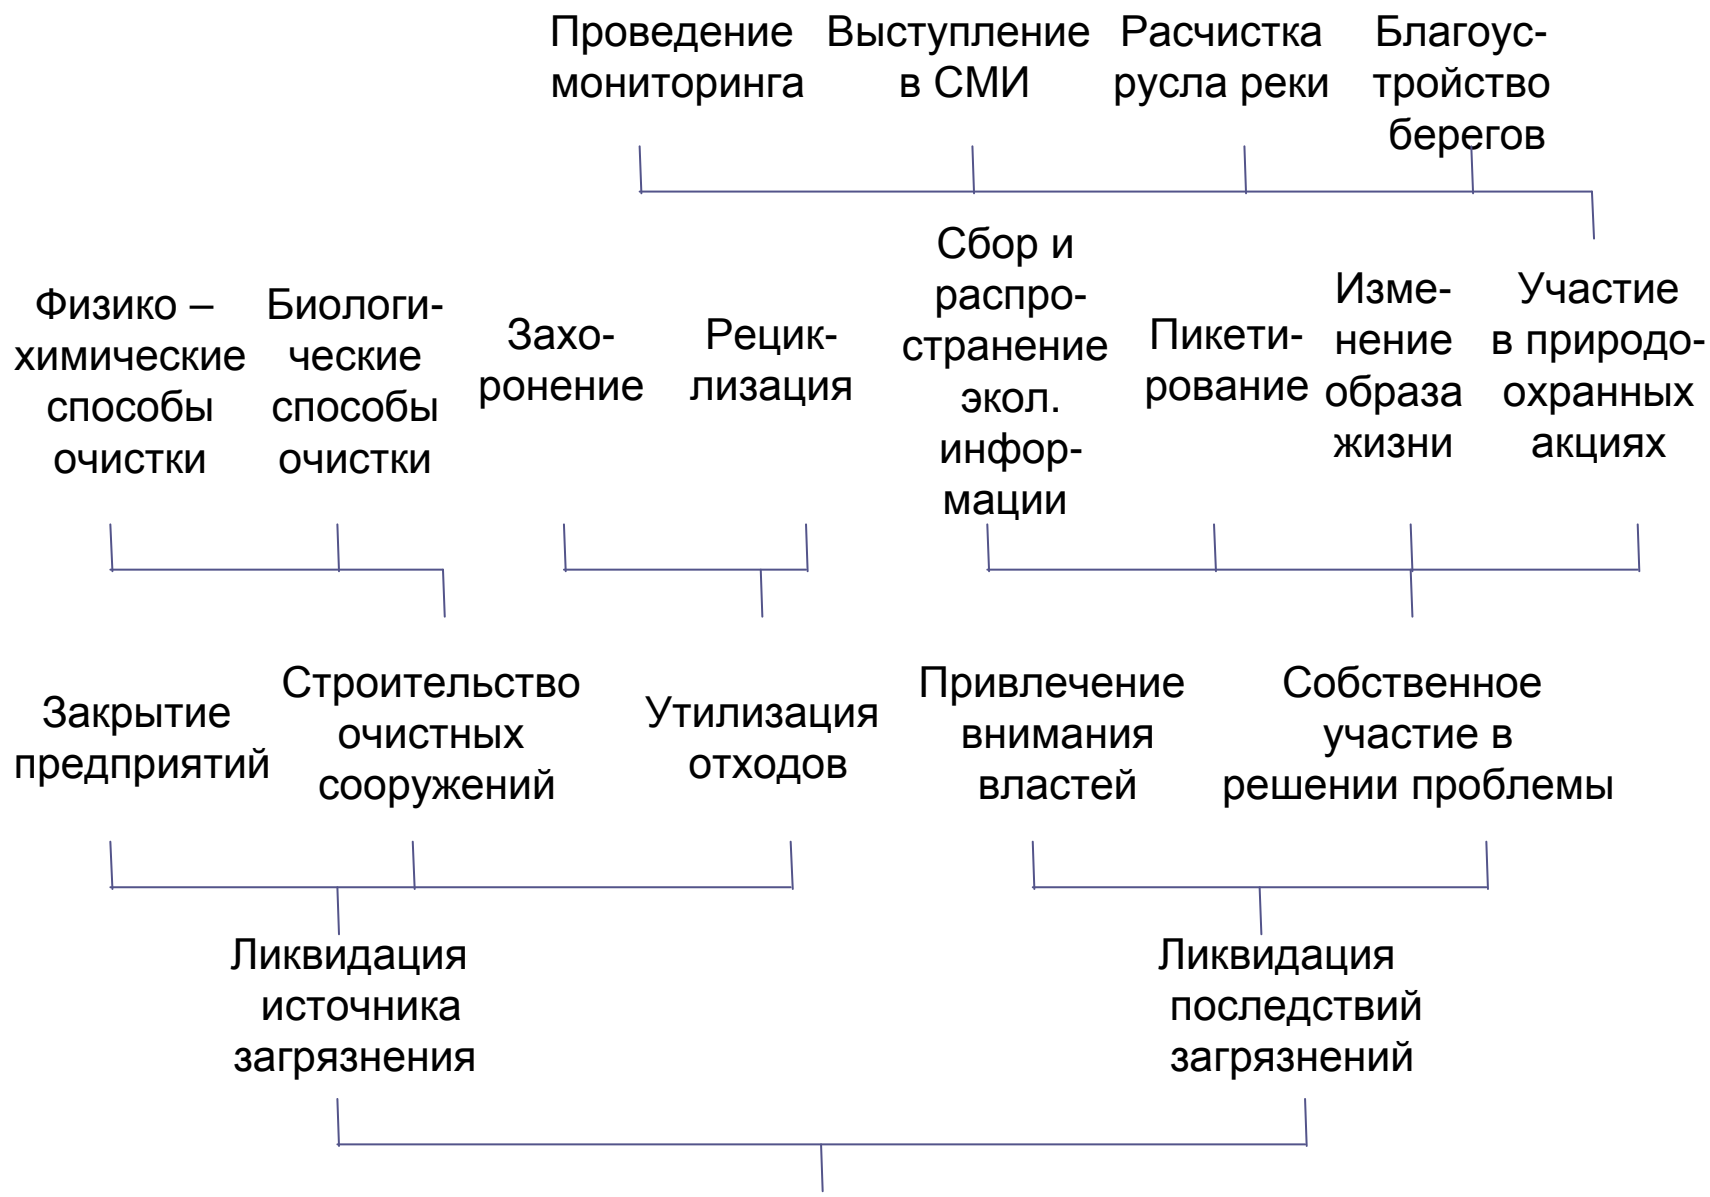 Проведение
мониторинга
Выступление
в СМИ
Расчистка
русла реки
Благоус-
тройство
берегов
Физико –
химические
способы
очистки
Биологи-
ческие
способы
очистки
Захо-
ронение
Рецик-
лизация
Сбор и
распро-
странение
экол.
инфор-
мации
Пикети-
рование
Изме-
нение
образа
жизни
Участие
в природо-
охранных
акциях
Закрытие
предприятий
Строительство
очистных
сооружений
Утилизация
отходов
Привлечение
внимания
властей
Собственное
участие в
решении проблемы
Ликвидация
источника
загрязнения
Ликвидация
последствий
загрязнений